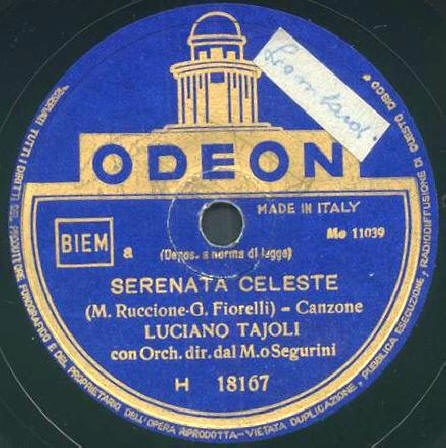 ODEON
MADE IN ITALY
BIEM
a
(Depos. a norma di legge)
Mo 11039
SERENATA CELESTE
(M. Ruccione-G. Fiorelli) - Canzone
LUCIANO TAJOLI
con Orch. dir. dal M.o Segurini
H 18167
RISERVATI TUTTI I DIRITTI DEL PRODUTTORE FONOGRAFICO E DEL PROPRIETARIO DELL'OPERA RIPRODOTTA-VIETATA DUPLICAZIONE, PUBBLICA ESECUZIONE, RADIODIFFUSIONE DI QUESTO DISCO